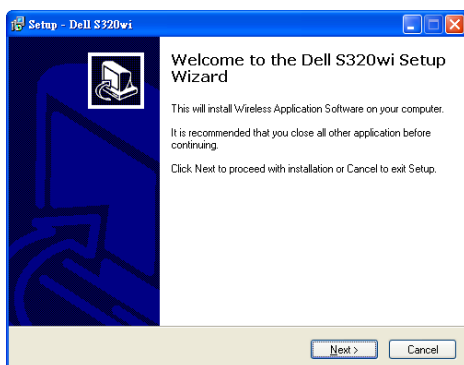 Setup - Dell S320wi
Welcome to the Dell S320wi Setup
Wizard
This will install Wireless Application Software on your computer.
It is recommended that you close all other application before
continuing.
Click Next to proceed with installation or Cancel to exit Setup.
Next >
Cancel